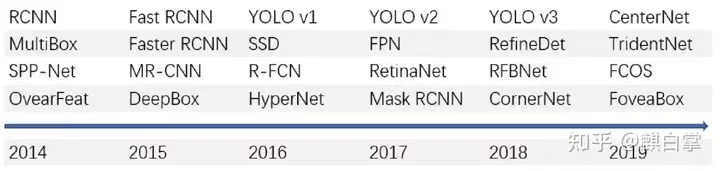 RCNN Fast RCNN YOLO v1 YOLO v2 YOLO v3 CenterNet
MultiBox Faster RCNN SSD FPN RefineDet TridentNet
SPP-Net MR-CNN R-FCN RetinaNet RFBNet FCOS
OvearFeat DeepBox HyperNet Mask RCNN CornerNet FoveaBox
2014 2015 2016 2017 2018 2019
知乎 @麒白掌